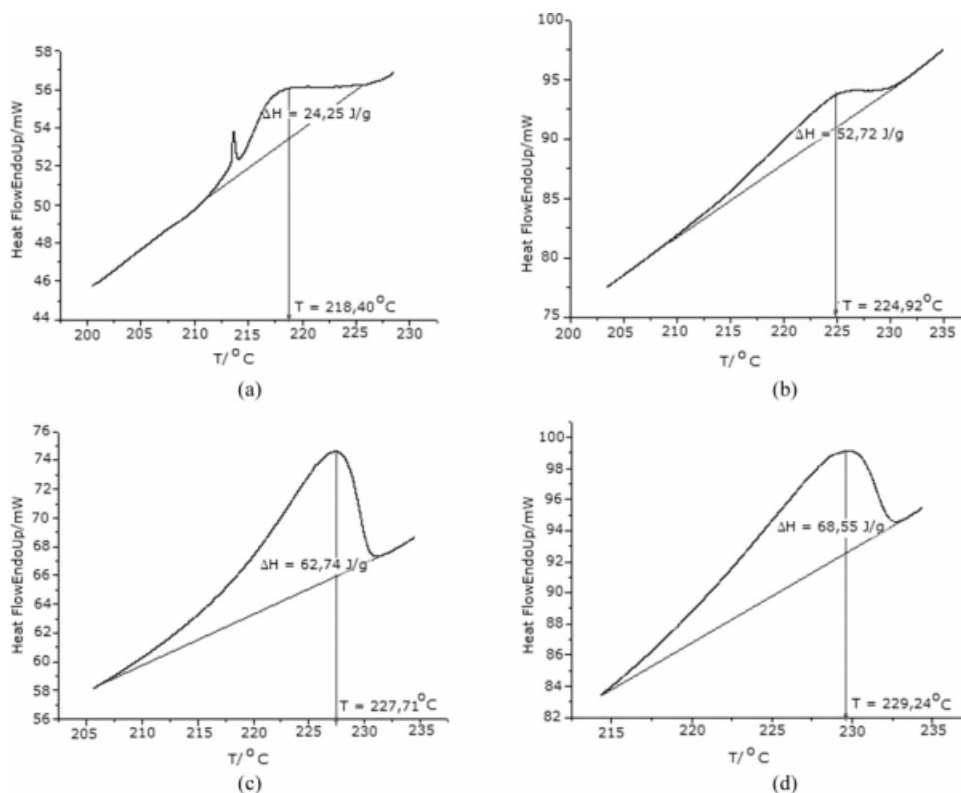 58
56
54
52
50
48
46
44
Heat FlowEndoUp/mW
ΔH = 24,25 J/g
T = 218,40°C
200 205 210 215 220 225 230
T/°C
(a)
100
95
90
85
80
75
Heat FlowEndoUp/mW
ΔH = 52,72 J/g
T = 224,92°C
200 205 210 215 220 225 230 235
T/°C
(b)
76
74
72
70
68
66
64
62
60
58
56
Heat FlowEndoUp/mW
ΔH = 62,74 J/g
T = 227,71°C
205 210 215 220 225 230 235
T/°C
(c)
100
98
96
94
92
90
88
86
84
82
Heat FlowEndoUp/mW
ΔH = 68,55 J/g
T = 229,24°C
215 220 225 230 235
T/°C
(d)